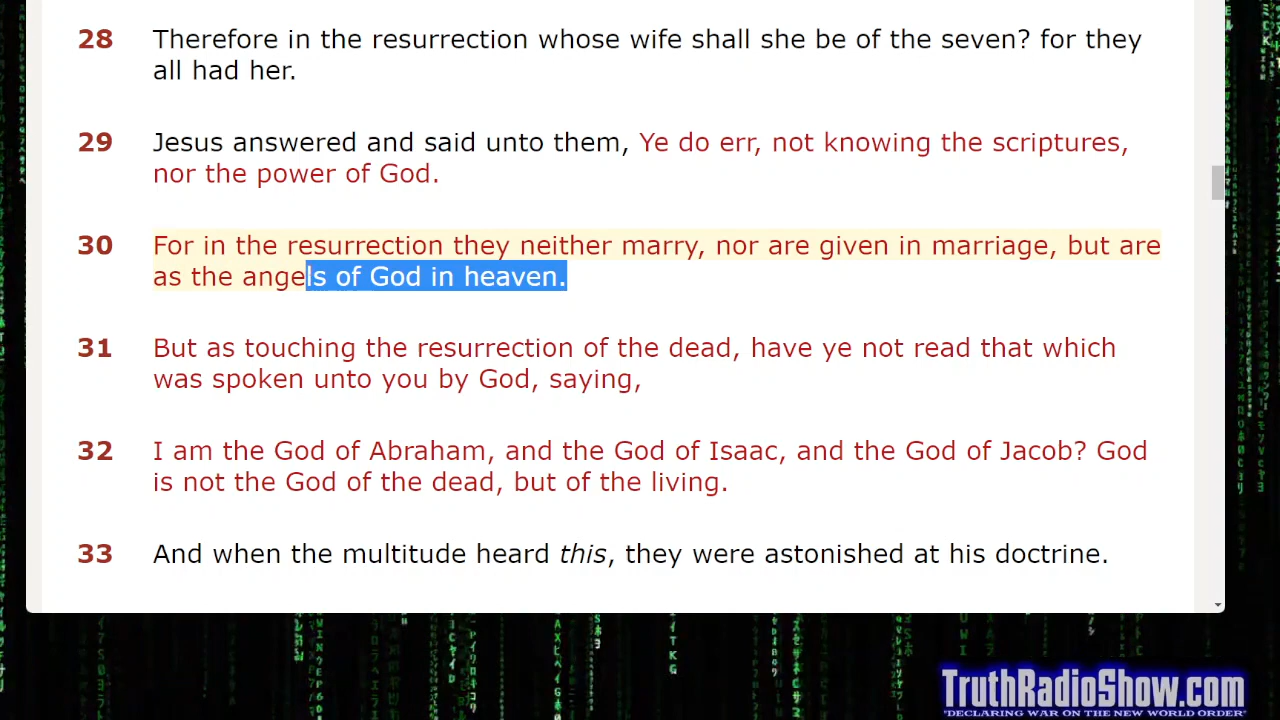 28 Therefore in the resurrection whose wife shall she be of the seven? for they
all had her.
29 Jesus answered and said unto them, Ye do err, not knowing the scriptures,
nor the power of God.
30 For in the resurrection they neither marry, nor are given in marriage, but are
as the angels of God in heaven.
31 But as touching the resurrection of the dead, have ye not read that which
was spoken unto you by God, saying,
32 I am the God of Abraham, and the God of Isaac, and the God of Jacob? God
is not the God of the dead, but of the living.
33 And when the multitude heard this, they were astonished at his doctrine.
TruthRadioShow.com
"DECLARING WAR ON THE NEW WORLD ORDER"